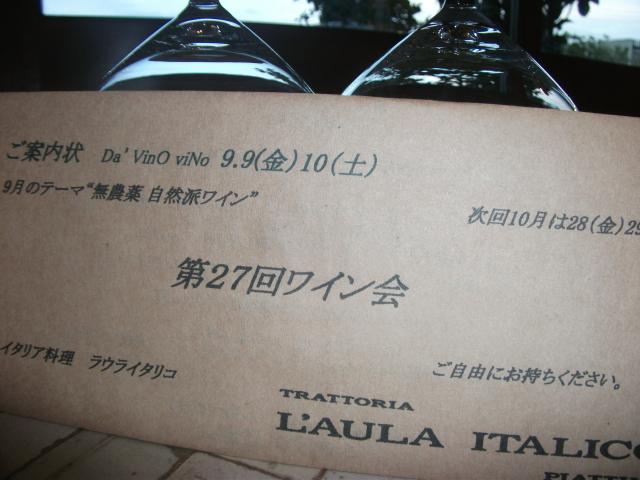 ご案内状 Da'VinO viNo 9.9(金)10(土)
9月のテーマ“無農薬 自然派ワイン”
次回10月は28(金)29
第27回ワイン会
イタリア料理 ラウライタリコ
ご自由にお持ちください。
TRATTORIA
L'AULA ITALICO